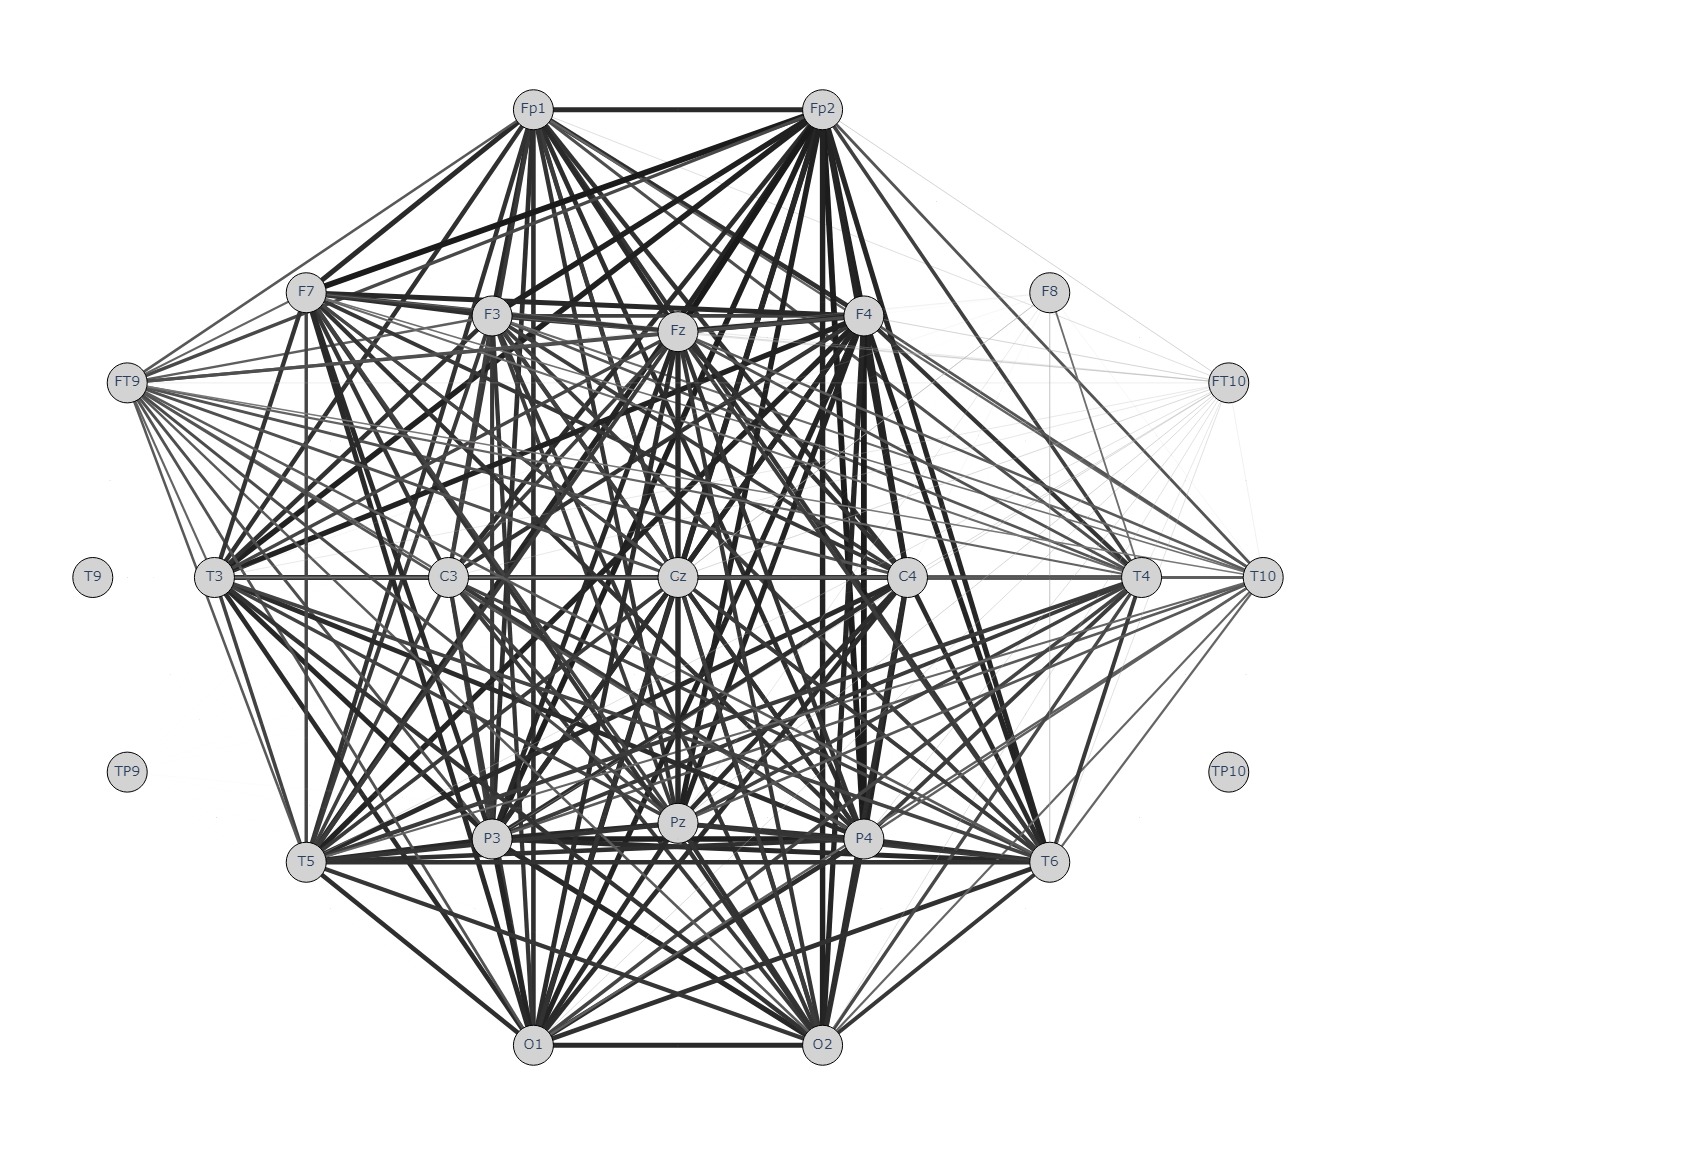 Fp1 Fp2
F7 F3 Fz F4 F8
FT9 FT10
T9 T3 C3 Cz C4 T4 T10
TP9 TP10
T5 P3 Pz P4 T6
O1 O2